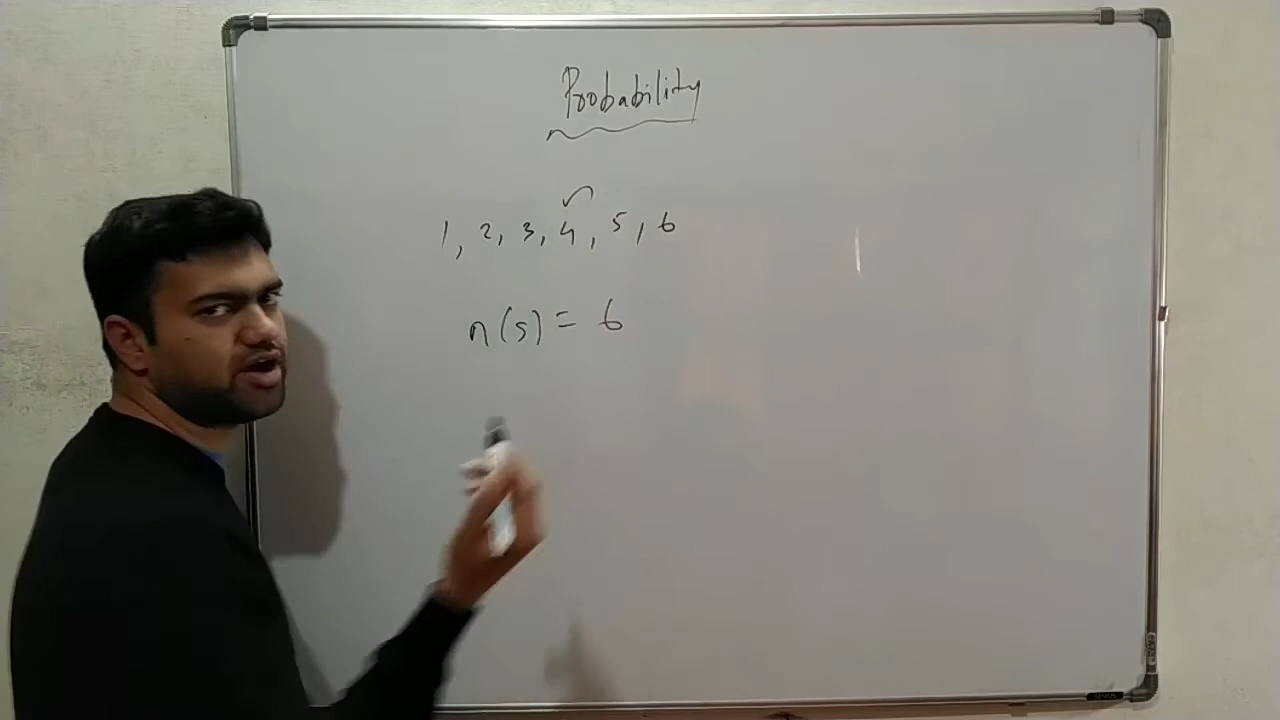 Probability
1, 2, 3, 4, 5, 6
n(s) = 6